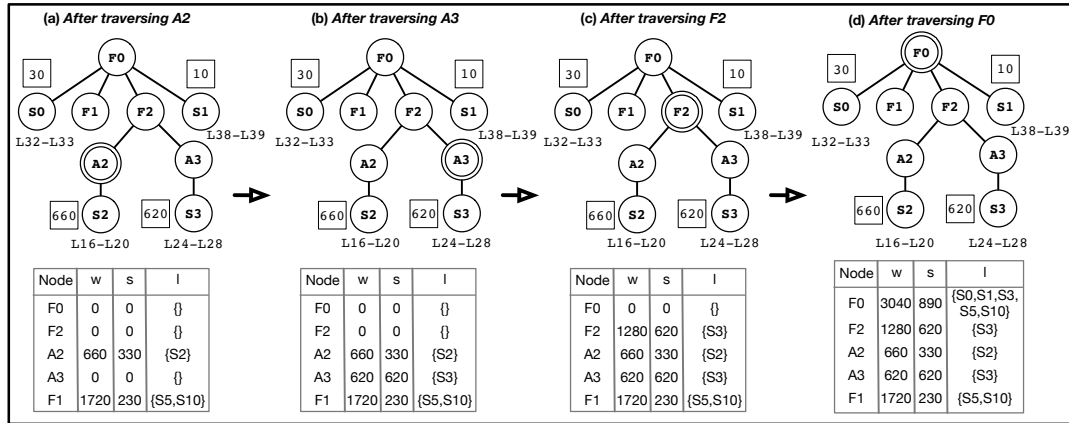 (a) After traversing A2
F0
30
10
S0
F1
F2
S1
L32-L33
L38-L39
A2
A3
660
S2
620
S3
L16-L20
L24-L28
Node w s l
F0 0 0 {}
F2 0 0 {}
A2 660 330 {S2}
A3 0 0 {}
F1 1720 230 {S5,S10}
(b) After traversing A3
F0
30
10
S0
F1
F2
S1
L32-L33
L38-L39
A2
A3
660
S2
620
S3
L16-L20
L24-L28
Node w s l
F0 0 0 {}
F2 0 0 {}
A2 660 330 {S2}
A3 620 620 {S3}
F1 1720 230 {S5,S10}
(c) After traversing F2
F0
30
10
S0
F1
F2
S1
L32-L33
L38-L39
A2
A3
660
S2
620
S3
L16-L20
L24-L28
Node w s l
F0 0 0 {}
F2 1280 620 {S3}
A2 660 330 {S2}
A3 620 620 {S3}
F1 1720 230 {S5,S10}
(d) After traversing F0
F0
30
10
S0
F1
F2
S1
L32-L33
L38-L39
A2
A3
660
S2
620
S3
L16-L20
L24-L28
Node w s l
F0 3040 890 {S0,S1,S3,
S5,S10}
F2 1280 620 {S3}
A2 660 330 {S2}
A3 620 620 {S3}
F1 1720 230 {S5,S10}